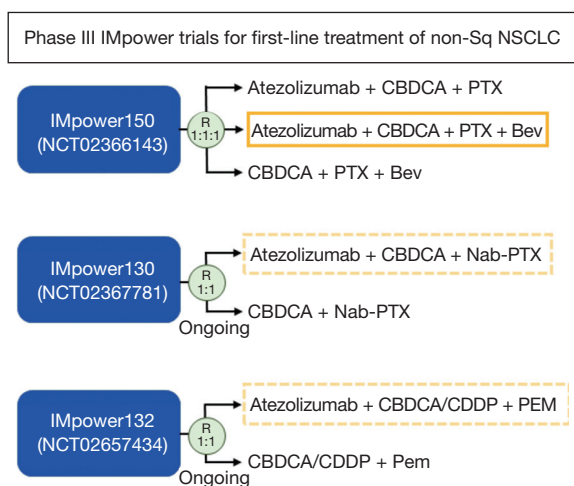 Phase III IMpower trials for first-line treatment of non-Sq NSCLC
IMpower150
(NCT02366143)
R
1:1:1
Atezolizumab + CBDCA + PTX
Atezolizumab + CBDCA + PTX + Bev
CBDCA + PTX + Bev
IMpower130
(NCT02367781)
R
1:1
Ongoing
Atezolizumab + CBDCA + Nab-PTX
CBDCA + Nab-PTX
IMpower132
(NCT02657434)
R
1:1
Ongoing
Atezolizumab + CBDCA/CDDP + PEM
CBDCA/CDDP + Pem